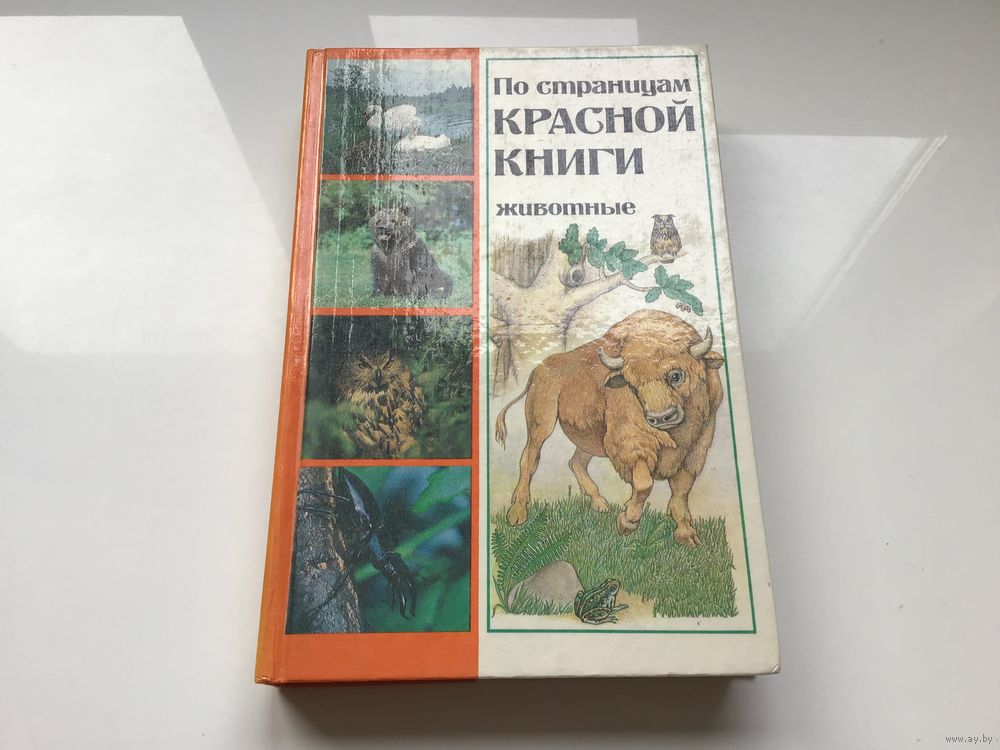 По страницам
КРАСНОЙ
КНИГИ
животные
www.ay.by